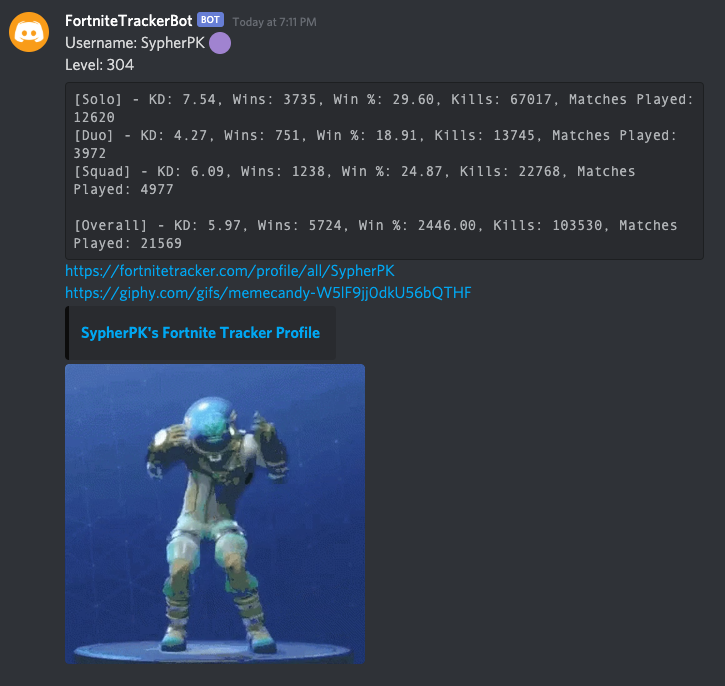 FortniteTrackerBot BOT Today at 7:11 PM
Username: SypherPK
Level: 304
[Solo] - KD: 7.54, Wins: 3735, Win %: 29.60, Kills: 67017, Matches Played:
12620
[Duo] - KD: 4.27, Wins: 751, Win %: 18.91, Kills: 13745, Matches Played:
3972
[Squad] - KD: 6.09, Wins: 1238, Win %: 24.87, Kills: 22768, Matches
Played: 4977
[Overall] - KD: 5.97, Wins: 5724, Win %: 2446.00, Kills: 103530, Matches
Played: 21569
https://fortnitetracker.com/profile/all/SypherPK
https://giphy.com/gifs/memecandy-W5lF9jj0dkU56bQTHF
SypherPK's Fortnite Tracker Profile